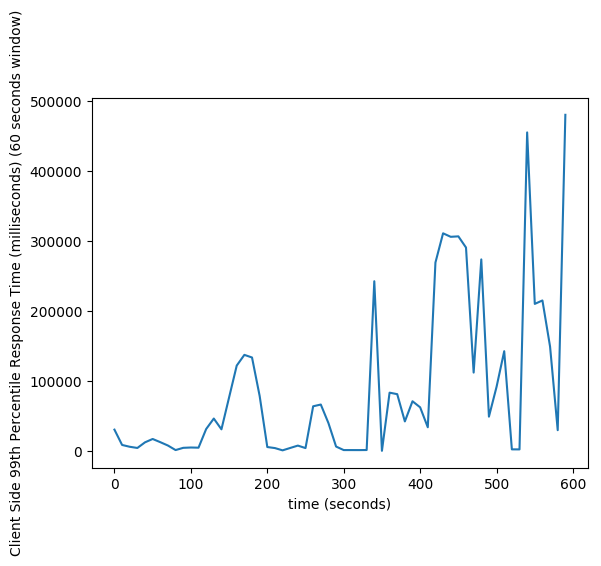 Client Side 99th Percentile Response Time (milliseconds) (60 seconds window)
500000
400000
300000
200000
100000
0
0 100 200 300 400 500 600
time (seconds)